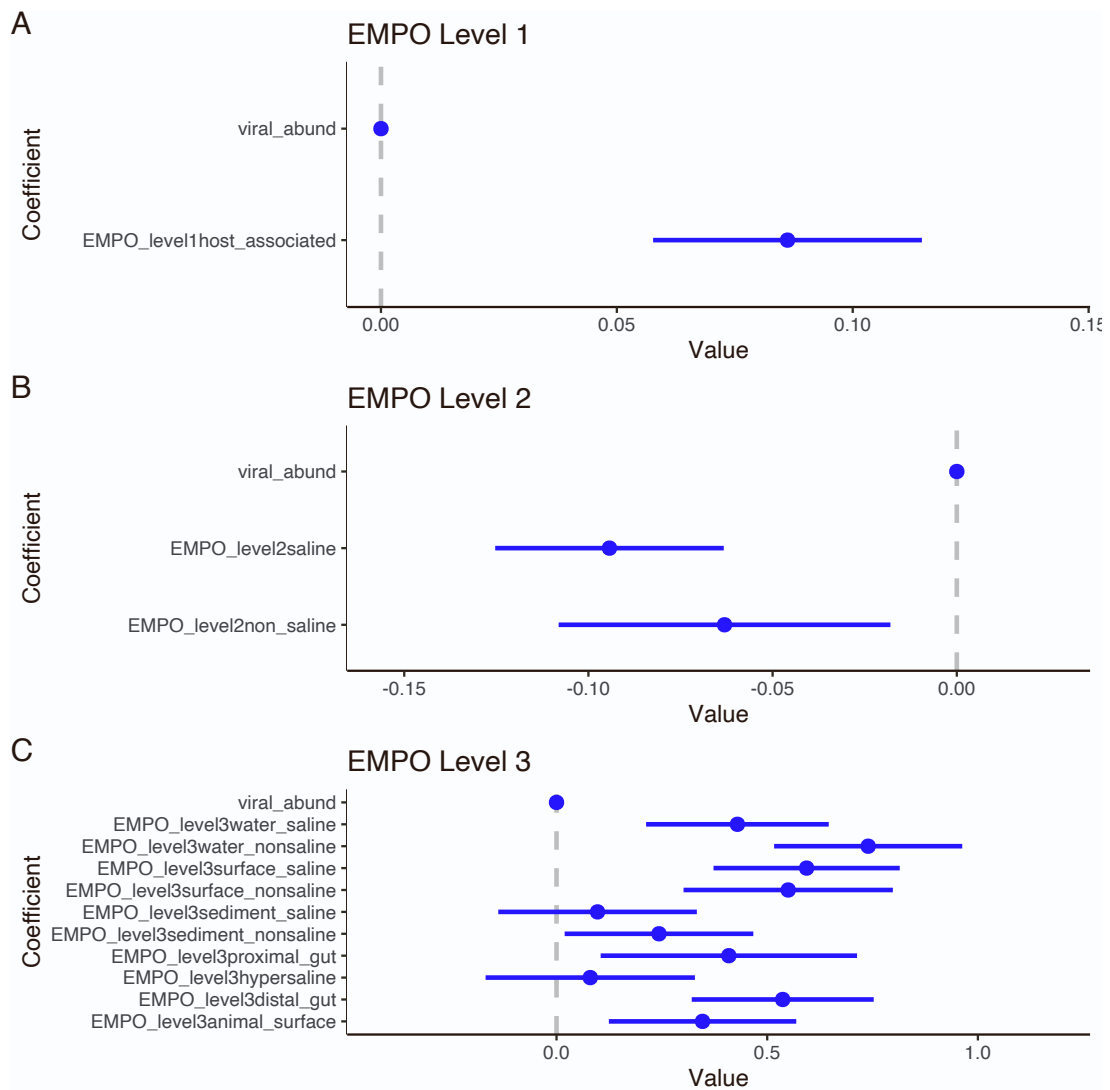 A
EMPO Level 1
Coefficient
viral_abund
EMPO_level1host_associated
0.00 0.05 0.10 0.15
Value
B
EMPO Level 2
Coefficient
viral_abund
EMPO_level2saline
EMPO_level2non_saline
-0.15 -0.10 -0.05 0.00
Value
C
EMPO Level 3
Coefficient
viral_abund
EMPO_level3water_saline
EMPO_level3water_nonsaline
EMPO_level3surface_saline
EMPO_level3surface_nonsaline
EMPO_level3sediment_saline
EMPO_level3sediment_nonsaline
EMPO_level3proximal_gut
EMPO_level3hypersaline
EMPO_level3distal_gut
EMPO_level3animal_surface
0.0 0.5 1.0
Value